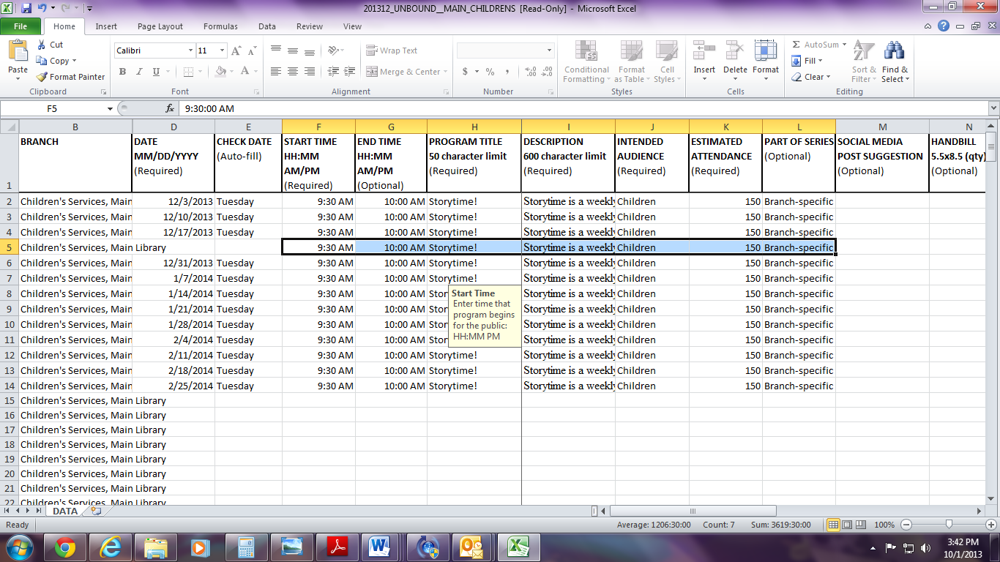 201312_UNBOUND__MAIN_CHILDRENS [Read-Only] - Microsoft Excel
File Home Insert Page Layout Formulas Data Review View
Paste Cut Copy Format Painter Clipboard
Calibri 11 A A B I U A Font
Wrap Text Merge & Center Alignment
$ % , .00 .0 Number
Conditional Formatting Format as Table Cell Styles Styles
Insert Delete Format Cells
Σ AutoSum Fill Clear Sort & Filter Find & Select Editing
F5 fx 9:30:00 AM
B D E F G H I J K L M N
1 BRANCH DATE MM/DD/YYYY (Required) CHECK DATE (Auto-fill) START TIME HH:MM AM/PM (Required) END TIME HH:MM AM/PM (Optional) PROGRAM TITLE 50 character limit (Required) DESCRIPTION 600 character limit (Required) INTENDED AUDIENCE (Required) ESTIMATED ATTENDANCE (Required) PART OF SERIES (Optional) SOCIAL MEDIA POST SUGGESTION (Optional) HANDBILL 5.5x8.5 (qty) (Optional)
2 Children's Services, Main 12/3/2013 Tuesday 9:30 AM 10:00 AM Storytime! Storytime is a weekly Children 150 Branch-specific
3 Children's Services, Main 12/10/2013 Tuesday 9:30 AM 10:00 AM Storytime! Storytime is a weekly Children 150 Branch-specific
4 Children's Services, Main 12/17/2013 Tuesday 9:30 AM 10:00 AM Storytime! Storytime is a weekly Children 150 Branch-specific
5 Children's Services, Main Library 9:30 AM 10:00 AM Storytime! Storytime is a weekly Children 150 Branch-specific
6 Children's Services, Main 12/31/2013 Tuesday 9:30 AM 10:00 AM Storytime! Storytime is a weekly Children 150 Branch-specific
7 Children's Services, Main 1/7/2014 Tuesday 9:30 AM 10:00 AM Storytime! Storytime is a weekly Children 150 Branch-specific
8 Children's Services, Main 1/14/2014 Tuesday 9:30 AM 10:00 AM Stor Storytime is a weekly Children 150 Branch-specific
9 Children's Services, Main 1/21/2014 Tuesday 9:30 AM 10:00 AM Stor Storytime is a weekly Children 150 Branch-specific
10 Children's Services, Main 1/28/2014 Tuesday 9:30 AM 10:00 AM Stor Storytime is a weekly Children 150 Branch-specific
11 Children's Services, Main 2/4/2014 Tuesday 9:30 AM 10:00 AM Stor Storytime is a weekly Children 150 Branch-specific
Start Time
Enter time that
program begins
for the public:
HH:MM PM
12 Children's Services, Main 2/11/2014 Tuesday 9:30 AM 10:00 AM Storytime! Storytime is a weekly Children 150 Branch-specific
13 Children's Services, Main 2/18/2014 Tuesday 9:30 AM 10:00 AM Storytime! Storytime is a weekly Children 150 Branch-specific
14 Children's Services, Main 2/25/2014 Tuesday 9:30 AM 10:00 AM Storytime! Storytime is a weekly Children 150 Branch-specific
15 Children's Services, Main Library
16 Children's Services, Main Library
17 Children's Services, Main Library
18 Children's Services, Main Library
19 Children's Services, Main Library
20 Children's Services, Main Library
21 Children's Services, Main Library
22 Children's Services, Main Library
DATA
Ready Average: 1206:30:00 Count: 7 Sum: 3619:30:00 100%
3:42 PM
10/1/2013